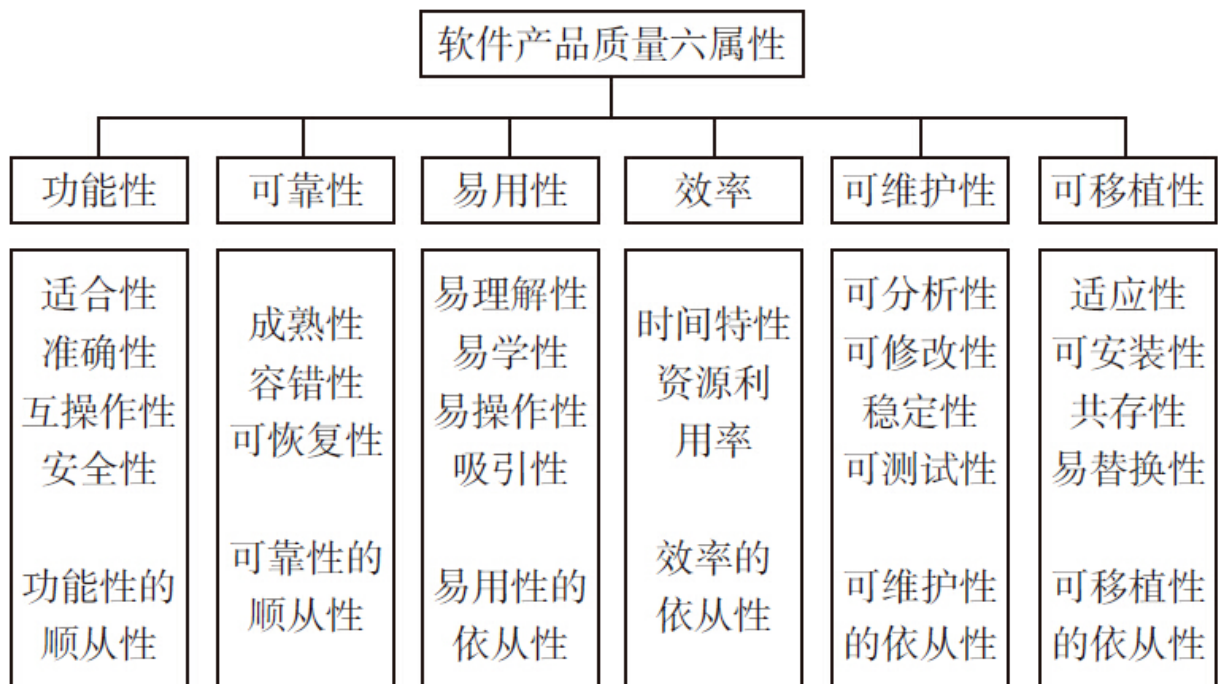 软件产品质量六属性
功能性
可靠性
易用性
效率
可维护性
可移植性
适合性
准确性
互操作性
安全性
功能性的
顺从性
成熟性
容错性
可恢复性
可靠性的
顺从性
易理解性
易学性
易操作性
吸引性
易用性的
依从性
时间特性
资源利
用率
效率的
依从性
可分析性
可修改性
稳定性
可测试性
可维护性
的依从性
适应性
可安装性
共存性
易替换性
可移植性
的依从性